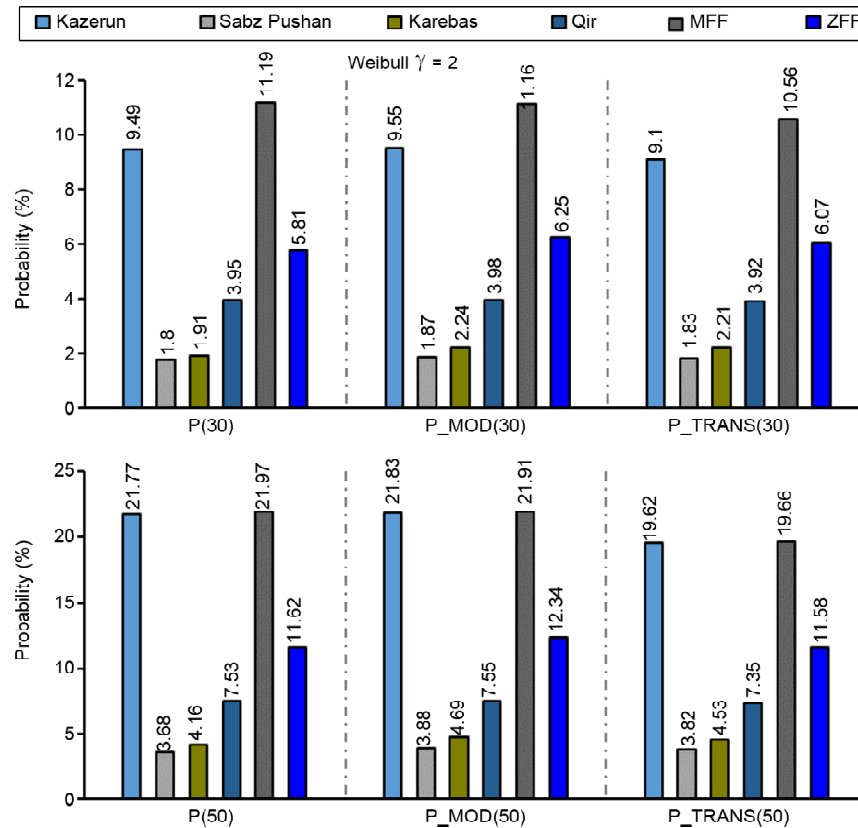 Kazerun Sabz Pushan Karebas Qir MFF ZFF
Weibull γ = 2
Probability (%)
12
10
8
6
4
2
0
9.49 1.8 1.91 3.95 11.19 5.81
9.55 1.87 2.24 3.98 11.16 6.25
9.1 1.83 2.21 3.92 10.56 6.07
P(30) P_MOD(30) P_TRANS(30)
Probability (%)
25
20
15
10
5
0
21.77 3.68 4.16 7.53 21.97 11.62
21.83 3.88 4.69 7.55 21.91 12.34
19.62 3.82 4.53 7.35 19.66 11.58
P(50) P_MOD(50) P_TRANS(50)